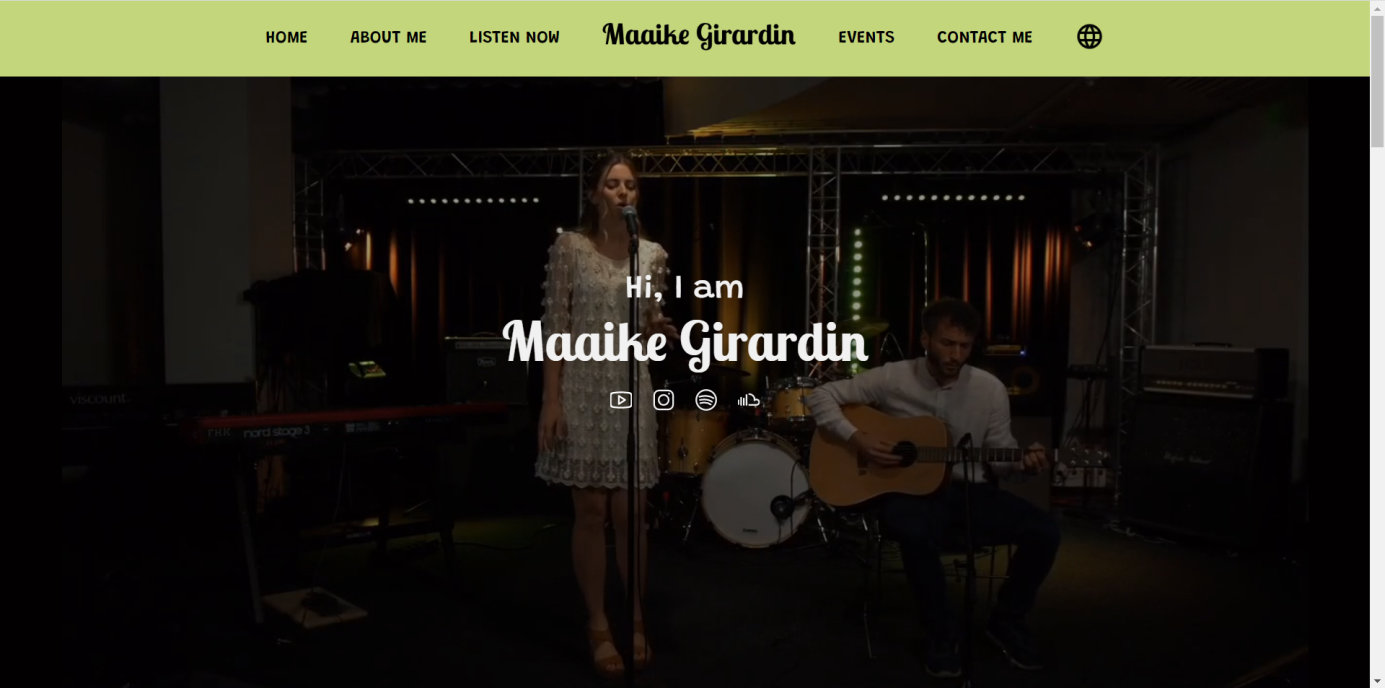 HOME ABOUT ME LISTEN NOW Maaike Girardin EVENTS CONTACT ME
Hi, I am
Maaike Girardin
viscount.
nord stage 3